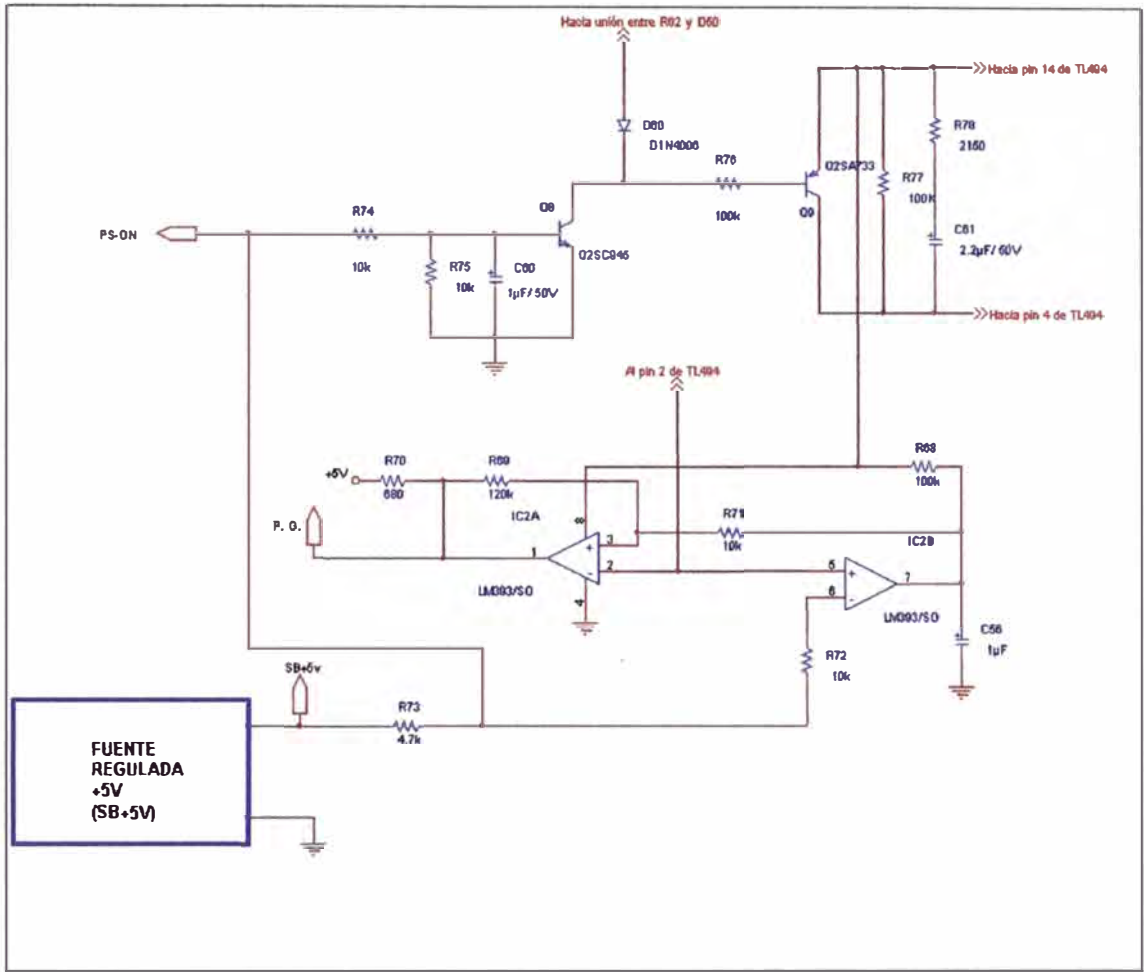 Hacia unión entre R62 y D50
Hacia pin 14 de TL494
D60
D1N4006
R78
2150
R76
100k
Q2SA733
R77
100K
Q9
C61
2.2µF/60V
Q8
R74
10k
PS-ON
R75
10k
C60
1µF/50V
Q2SC945
Hacia pin 4 de TL494
Al pin 2 de TL494
R68
100k
+5V
R70
680
R69
120k
IC2A
P. G.
8
3
1
2
4
LM393/SO
R71
10k
IC2B
5
6
7
LM393/SO
C56
1µF
R72
10k
SB+5v
R73
4.7k
FUENTE
REGULADA
+5V
(SB+5V)